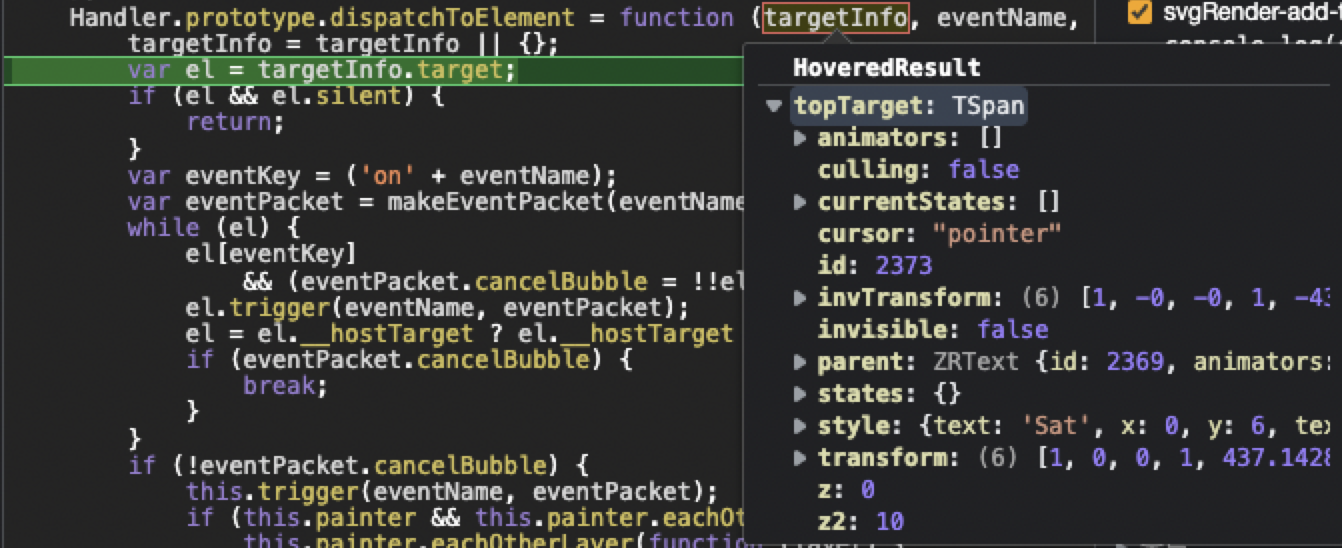 Handler.prototype.dispatchToElement = function (targetInfo, eventName,
targetInfo = targetInfo || {};
var el = targetInfo.target;
if (el && el.silent) {
return;
}
var eventKey = ('on' + eventName);
var eventPacket = makeEventPacket(eventName
while (el) {
el[eventKey]
&& (eventPacket.cancelBubble = !!el
el.trigger(eventName, eventPacket);
el = el.__hostTarget ? el.__hostTarget
if (eventPacket.cancelBubble) {
break;
}
}
if (!eventPacket.cancelBubble) {
this.trigger(eventName, eventPacket);
if (this.painter && this.painter.eachOt
this.painter.eachOtherLayer(function
svgRender-add-
HoveredResult
topTarget: TSpan
animators: []
culling: false
currentStates: []
cursor: "pointer"
id: 2373
invTransform: (6) [1, -0, -0, 1, -43
invisible: false
parent: ZRText {id: 2369, animators:
states: {}
style: {text: 'Sat', x: 0, y: 6, tex
transform: (6) [1, 0, 0, 1, 437.1428
z: 0
z2: 10